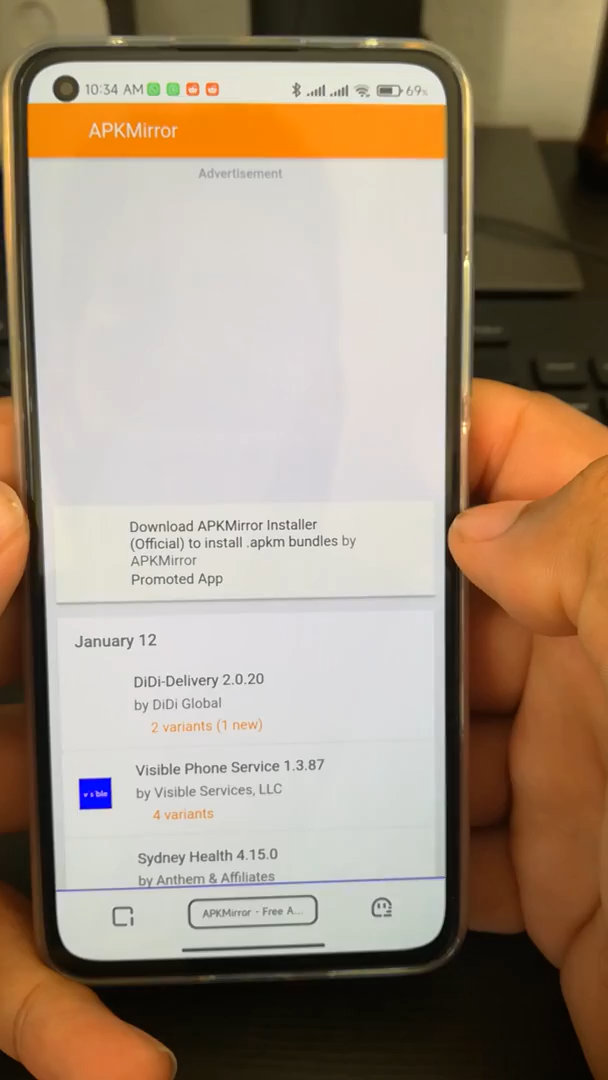 10:34 AM
69%
APKMirror
Advertisement
Download APKMirror Installer
(Official) to install .apkm bundles by
APKMirror
Promoted App
January 12
DiDi-Delivery 2.0.20
by DiDi Global
2 variants (1 new)
Visible Phone Service 1.3.87
by Visible Services, LLC
4 variants
Sydney Health 4.15.0
by Anthem & Affiliates
APKMirror - Free A...